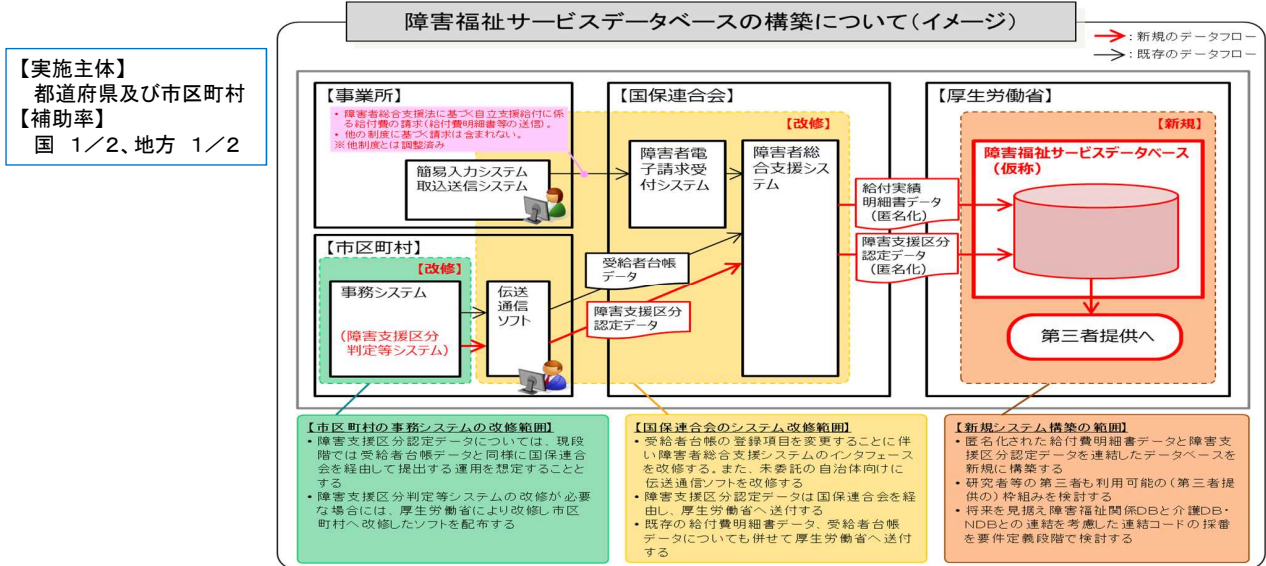 障害福祉サービスデータベースの構築について(イメージ)
:新規のデータフロー
:既存のデータフロー
【実施主体】
都道府県及び市区町村
【補助率】
国 1/2、地方 1/2
【事業所】
• 障害者総合支援法に基づく自立支援給付に係
る給付費の請求(給付費明細書等の送信)。
• 他の制度に基づく請求は含まれない。
※他制度とは調整済み
簡易入力システム
取込送信システム
【市区町村】
【改修】
事務システム
(障害支援区分
判定等システム)
伝送
通信
ソフト
受給者台帳
データ
障害支援区分
認定データ
【国保連合会】
【改修】
障害者電
子請求受
付システム
障害者総
合支援シス
テム
給付実績
明細書データ
(匿名化)
障害支援区分
認定データ
(匿名化)
【厚生労働省】
【新規】
障害福祉サービスデータベース
(仮称)
第三者提供へ
【市区町村の事務システムの改修範囲】
• 障害支援区分認定データについては、現段
階では受給者台帳データと同様に国保連合
会を経由して提出する運用を想定することと
する
• 障害支援区分判定等システムの改修が必要
な場合には、厚生労働省により改修し市区
町村へ改修したソフトを配布する
【国保連合会のシステム改修範囲】
• 受給者台帳の登録項目を変更することに伴
い障害者総合支援システムのインタフェース
を改修する。また、未委託の自治体向けに
伝送通信ソフトを改修する
• 障害支援区分認定データは国保連合会を経
由し、厚生労働省へ送付する
• 既存の給付費明細書データ、受給者台帳
データについても併せて厚生労働省へ送付
する
【新規システム構築の範囲】
• 匿名化された給付費明細書データと障害支
援区分認定データを連結したデータベースを
新規に構築する
• 研究者等の第三者も利用可能の(第三者提
供の)枠組みを検討する
• 将来を見据え障害福祉関係DBと介護DB・
NDBとの連結を考慮した連結コードの採番
を要件定義段階で検討する